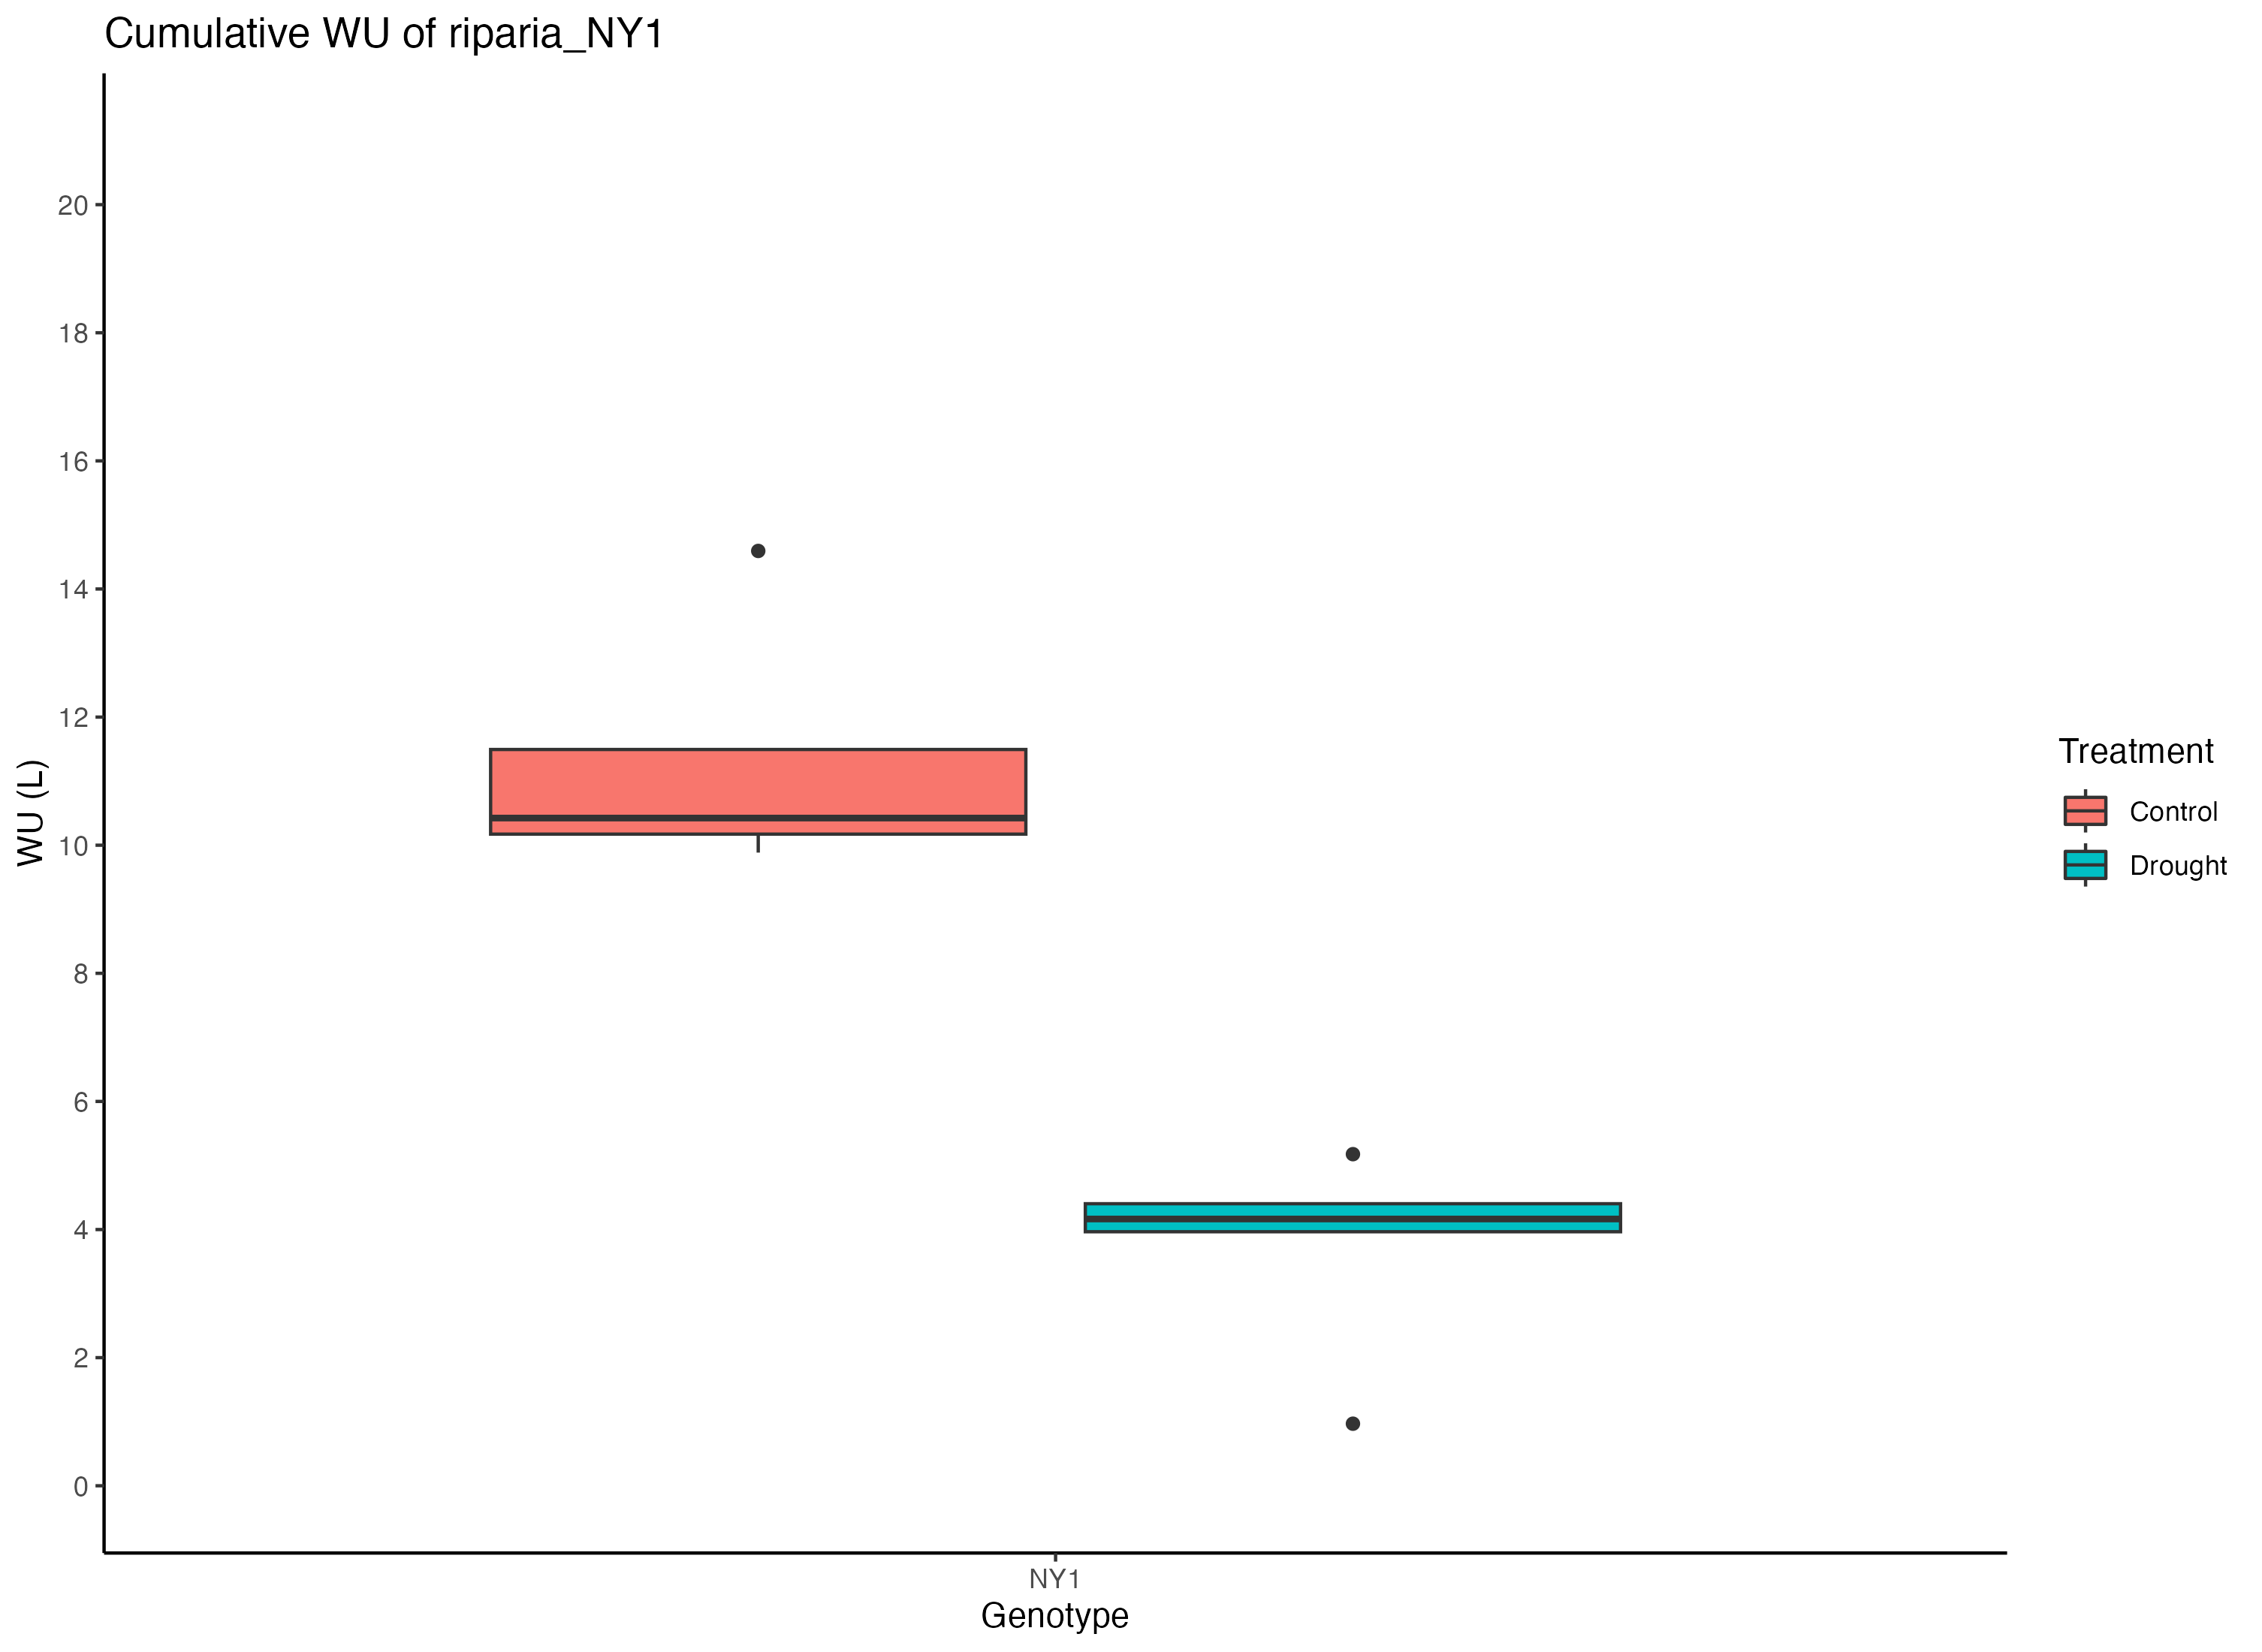 Cumulative WU of riparia_NY1
20
18
16
14
12
10
8
6
4
2
0
WU (L)
NY1
Genotype
Treatment
Control
Drought